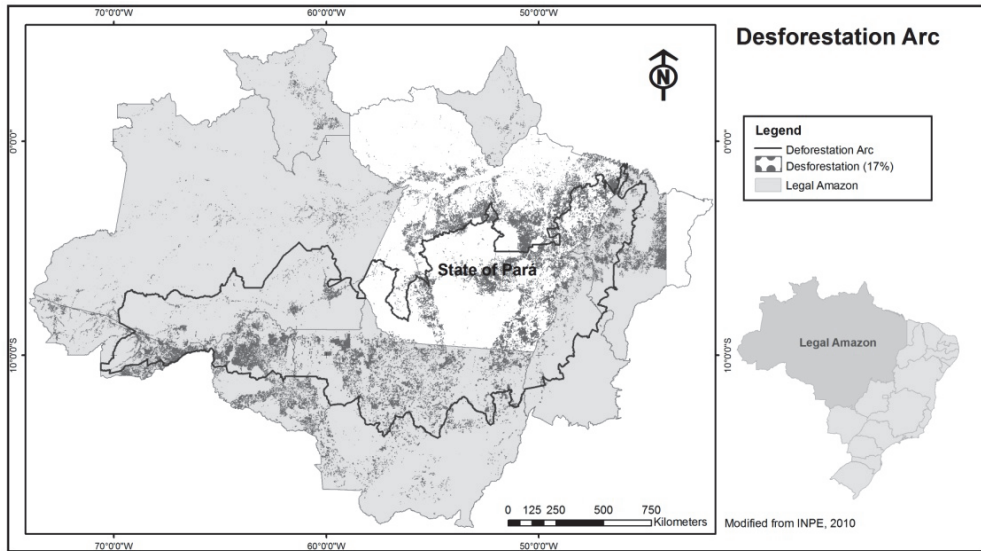 70°0'0"W
60°0'0"W
50°0'0"W
Desforestation Arc
N
0°0'0"
0°0'0"
Legend
Deforestation Arc
Desforestation (17%)
Legal Amazon
State of Pará
10°0'0"S
10°0'0"S
Legal Amazon
0 125 250 500 750
Kilometers
Modified from INPE, 2010
70°0'0"W
60°0'0"W
50°0'0"W